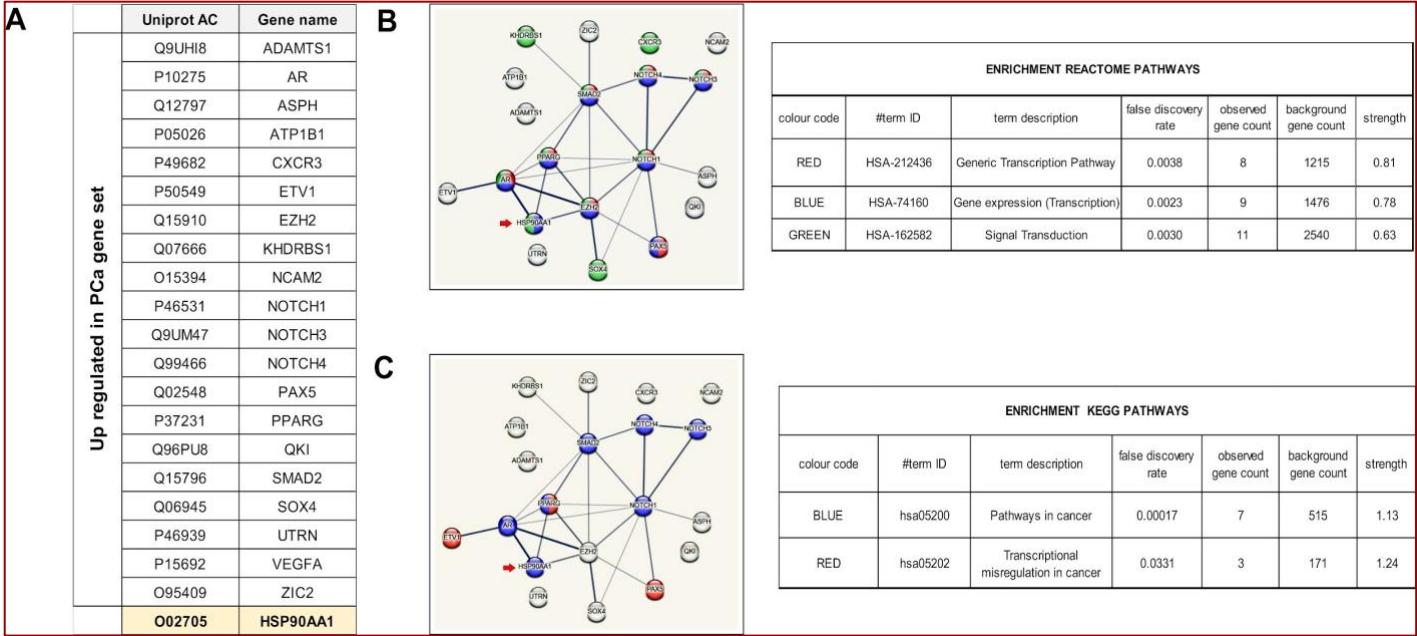 A
Up regulated in PCa gene set
Uniprot AC Gene name
Q9UHI8 ADAMTS1
P10275 AR
Q12797 ASPH
P05026 ATP1B1
P49682 CXCR3
P50549 ETV1
Q15910 EZH2
Q07666 KHDRBS1
O15394 NCAM2
P46531 NOTCH1
Q9UM47 NOTCH3
Q99466 NOTCH4
Q02548 PAX5
P37231 PPARG
Q96PU8 QKI
Q15796 SMAD2
Q06945 SOX4
P46939 UTRN
P15692 VEGFA
O95409 ZIC2
O02705 HSP90AA1
B
KHDRBS1 ZIC2 CXCR3 NCAM2
ATP1B1 NOTCH4 NOTCH3
SMAD2
ADAMTS1
PPARG NOTCH1
AR ASPH
ETV1
EZH2 QKI
HSP90AA1
UTRN PAX5
SOX4
ENRICHMENT REACTOME PATHWAYS
colour code #term ID term description false discovery rate observed gene count background gene count strength
RED HSA-212436 Generic Transcription Pathway 0.0038 8 1215 0.81
BLUE HSA-74160 Gene expression (Transcription) 0.0023 9 1476 0.78
GREEN HSA-162582 Signal Transduction 0.0030 11 2540 0.63
C
KHDRBS1 ZIC2 CXCR3 NCAM2
ATP1B1 NOTCH4 NOTCH3
SMAD2
ADAMTS1
PPARG NOTCH1
AR ASPH
ETV1
EZH2 QKI
HSP90AA1
UTRN PAX5
SOX4
ENRICHMENT KEGG PATHWAYS
colour code #term ID term description false discovery rate observed gene count background gene count strength
BLUE hsa05200 Pathways in cancer 0.00017 7 515 1.13
RED hsa05202 Transcriptional misregulation in cancer 0.0331 3 171 1.24